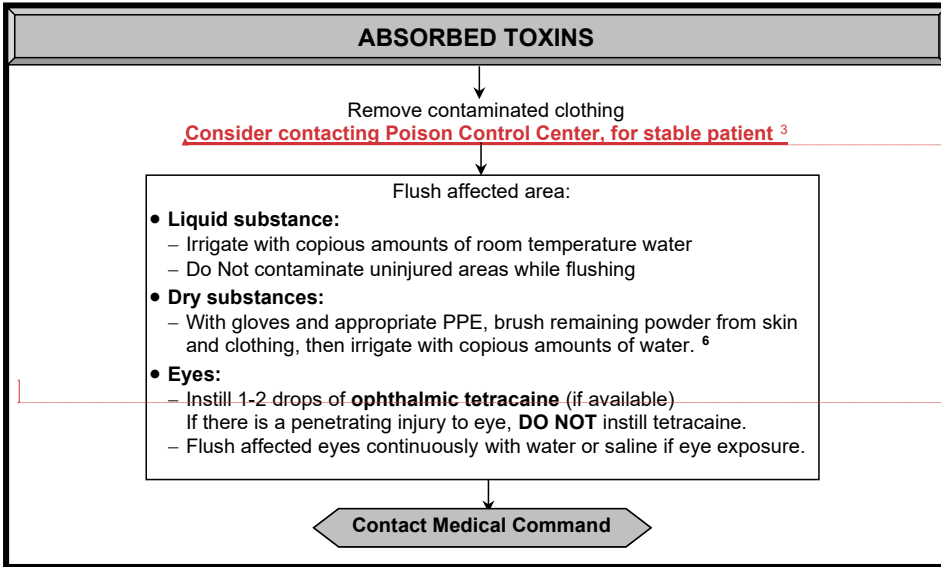 ABSORBED TOXINS
Remove contaminated clothing
Consider contacting Poison Control Center, for stable patient 3
Flush affected area:
• Liquid substance:
– Irrigate with copious amounts of room temperature water
– Do Not contaminate uninjured areas while flushing
• Dry substances:
– With gloves and appropriate PPE, brush remaining powder from skin
and clothing, then irrigate with copious amounts of water. 6
• Eyes:
– Instill 1-2 drops of ophthalmic tetracaine (if available)
If there is a penetrating injury to eye, DO NOT instill tetracaine.
– Flush affected eyes continuously with water or saline if eye exposure.
Contact Medical Command